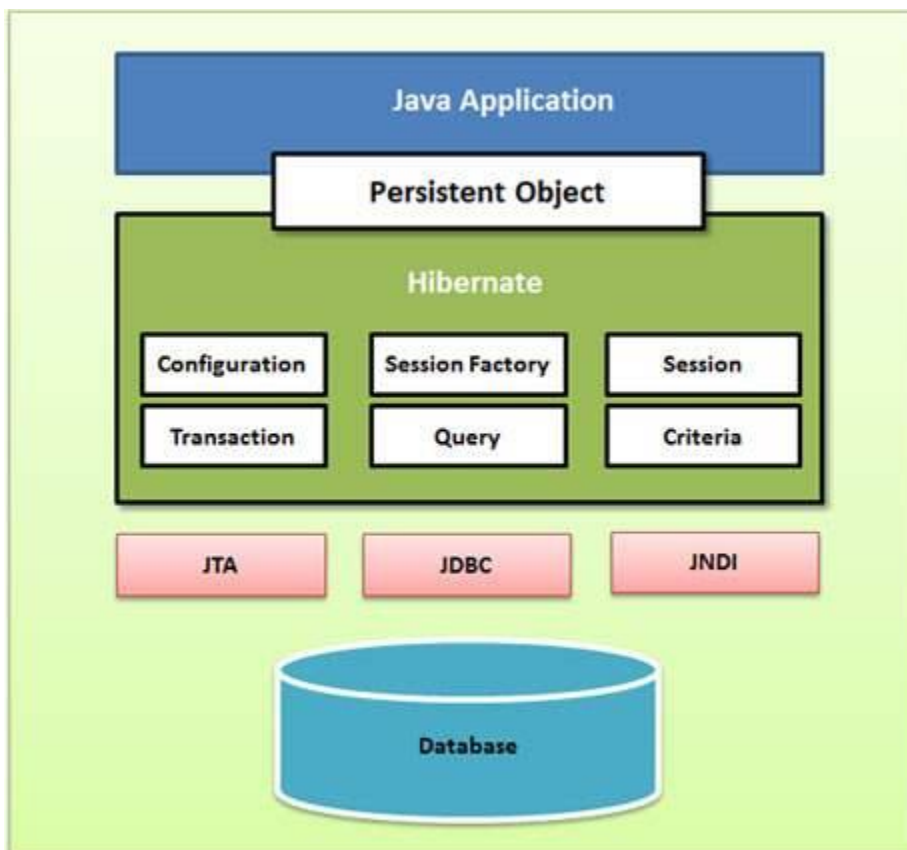 Java Application
Persistent Object
Hibernate
Configuration
Session Factory
Session
Transaction
Query
Criteria
JTA
JDBC
JNDI
Database